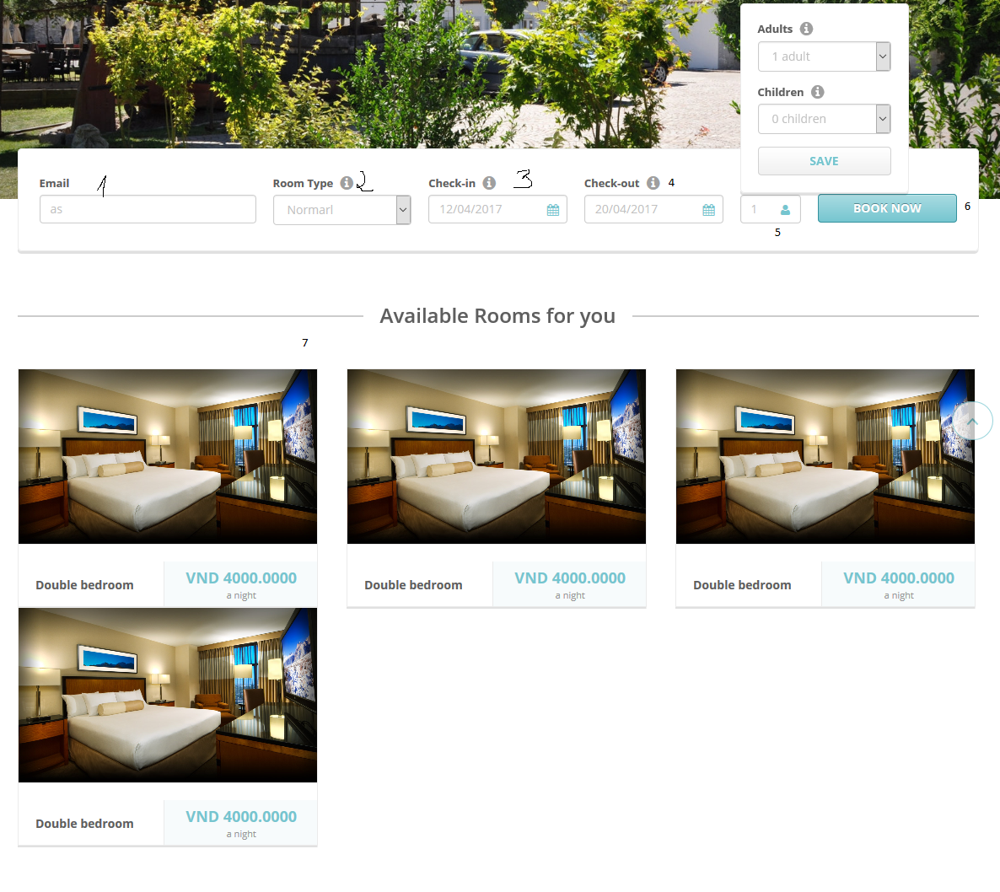 Adults
1 adult
Children
0 children
SAVE
Email 1 Room Type 2 Check-in 3 Check-out 4
as Normarl 12/04/2017 20/04/2017 1 BOOK NOW 6
5
Available Rooms for you
7
Double bedroom VND 4000.0000
a night
Double bedroom VND 4000.0000
a night
Double bedroom VND 4000.0000
a night
Double bedroom VND 4000.0000
a night